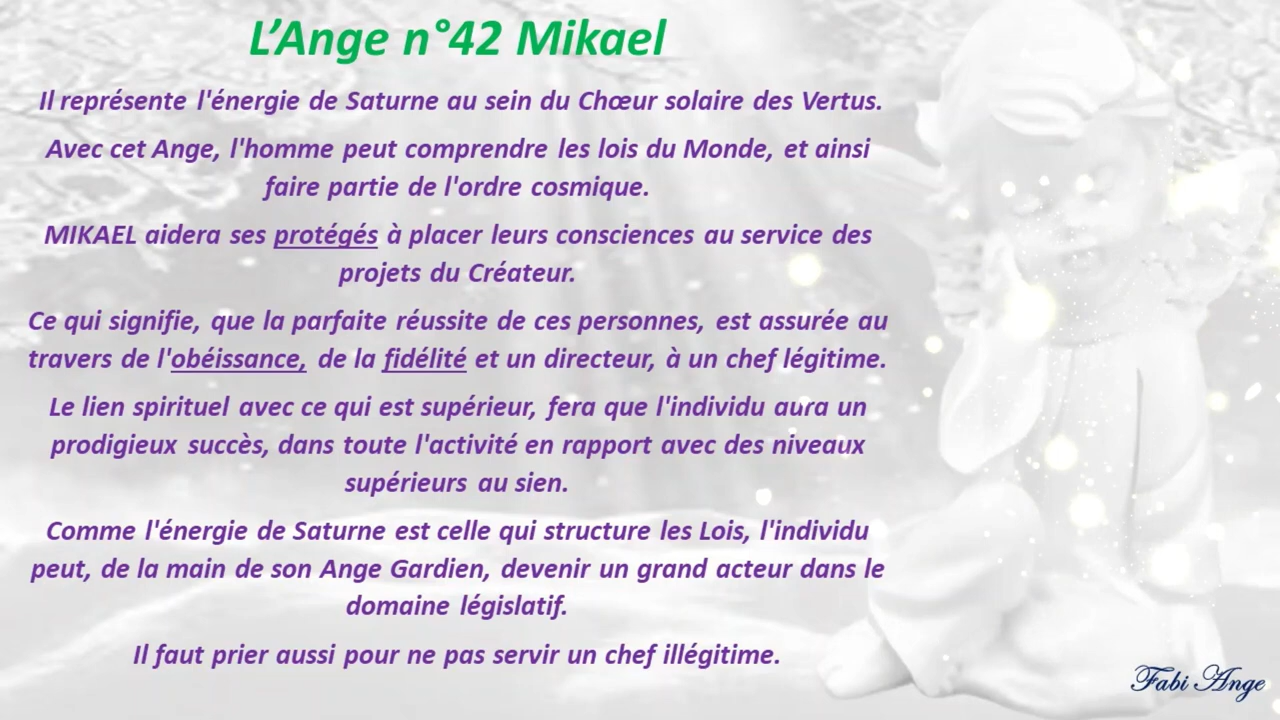 L’Ange n°42 Mikael
Il représente l'énergie de Saturne au sein du Chœur solaire des Vertus.
Avec cet Ange, l'homme peut comprendre les lois du Monde, et ainsi
faire partie de l'ordre cosmique.
MIKAEL aidera ses protégés à placer leurs consciences au service des
projets du Créateur.
Ce qui signifie, que la parfaite réussite de ces personnes, est assurée au
travers de l'obéissance, de la fidélité et un directeur, à un chef légitime.
Le lien spirituel avec ce qui est supérieur, fera que l'individu aura un
prodigieux succès, dans toute l'activité en rapport avec des niveaux
supérieurs au sien.
Comme l'énergie de Saturne est celle qui structure les Lois, l'individu
peut, de la main de son Ange Gardien, devenir un grand acteur dans le
domaine législatif.
Il faut prier aussi pour ne pas servir un chef illégitime.
Fabi Ange